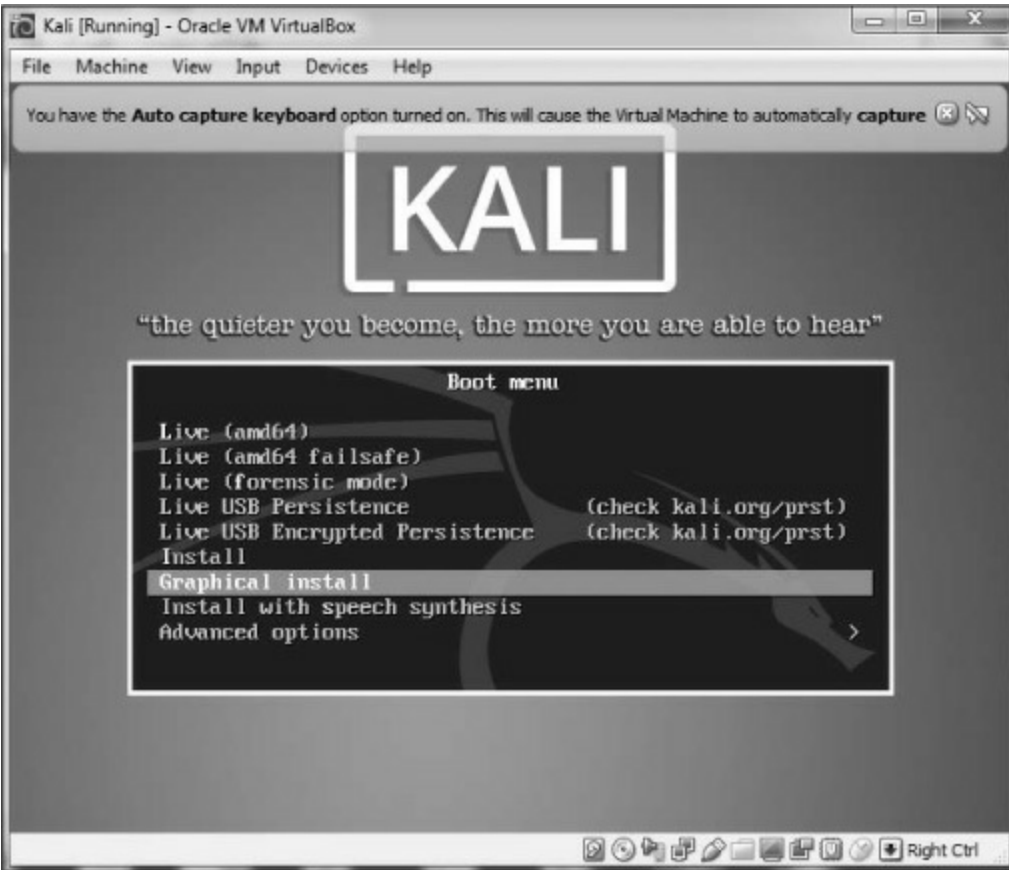 Kali [Running] - Oracle VM VirtualBox
File Machine View Input Devices Help
You have the Auto capture keyboard option turned on. This will cause the Virtual Machine to automatically capture
KALI
“the quieter you become, the more you are able to hear”
Boot menu
Live (amd64)
Live (amd64 failsafe)
Live (forensic mode)
Live USB Persistence (check kali.org/prst)
Live USB Encrypted Persistence (check kali.org/prst)
Install
Graphical install
Install with speech synthesis
Advanced options >
Right Ctrl